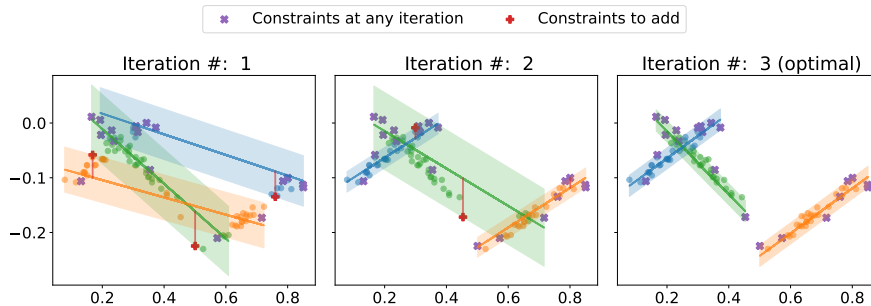 Constraints at any iteration Constraints to add
Iteration #: 1 Iteration #: 2 Iteration #: 3 (optimal)
0.0
−0.1
−0.2
0.2 0.4 0.6 0.8 0.2 0.4 0.6 0.8 0.2 0.4 0.6 0.8